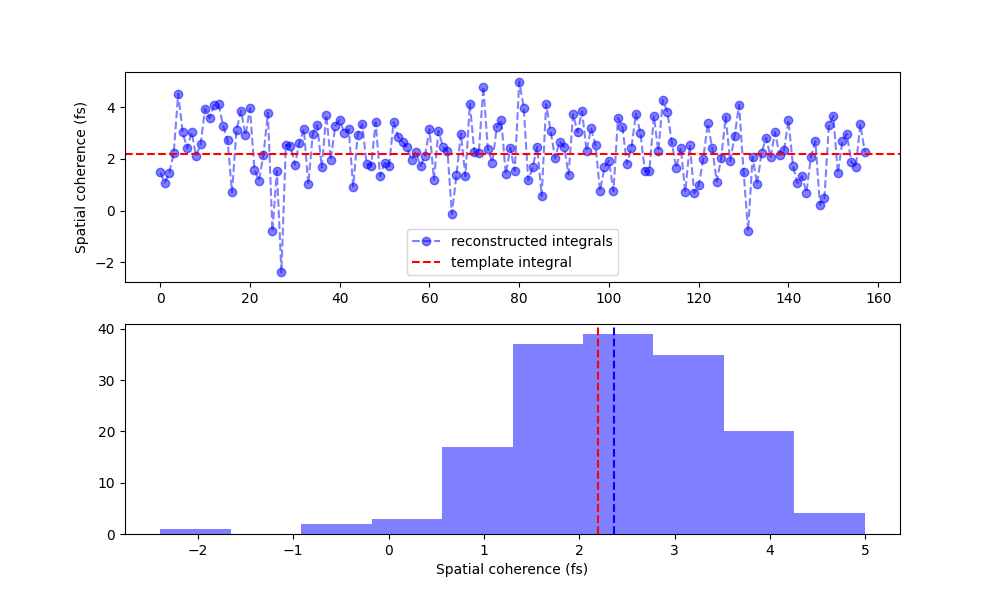 Spatial coherence (fs)
4
2
0
−2
reconstructed integrals
template integral
0 20 40 60 80 100 120 140 160
40
30
20
10
0
−2 −1 0 1 2 3 4 5
Spatial coherence (fs)